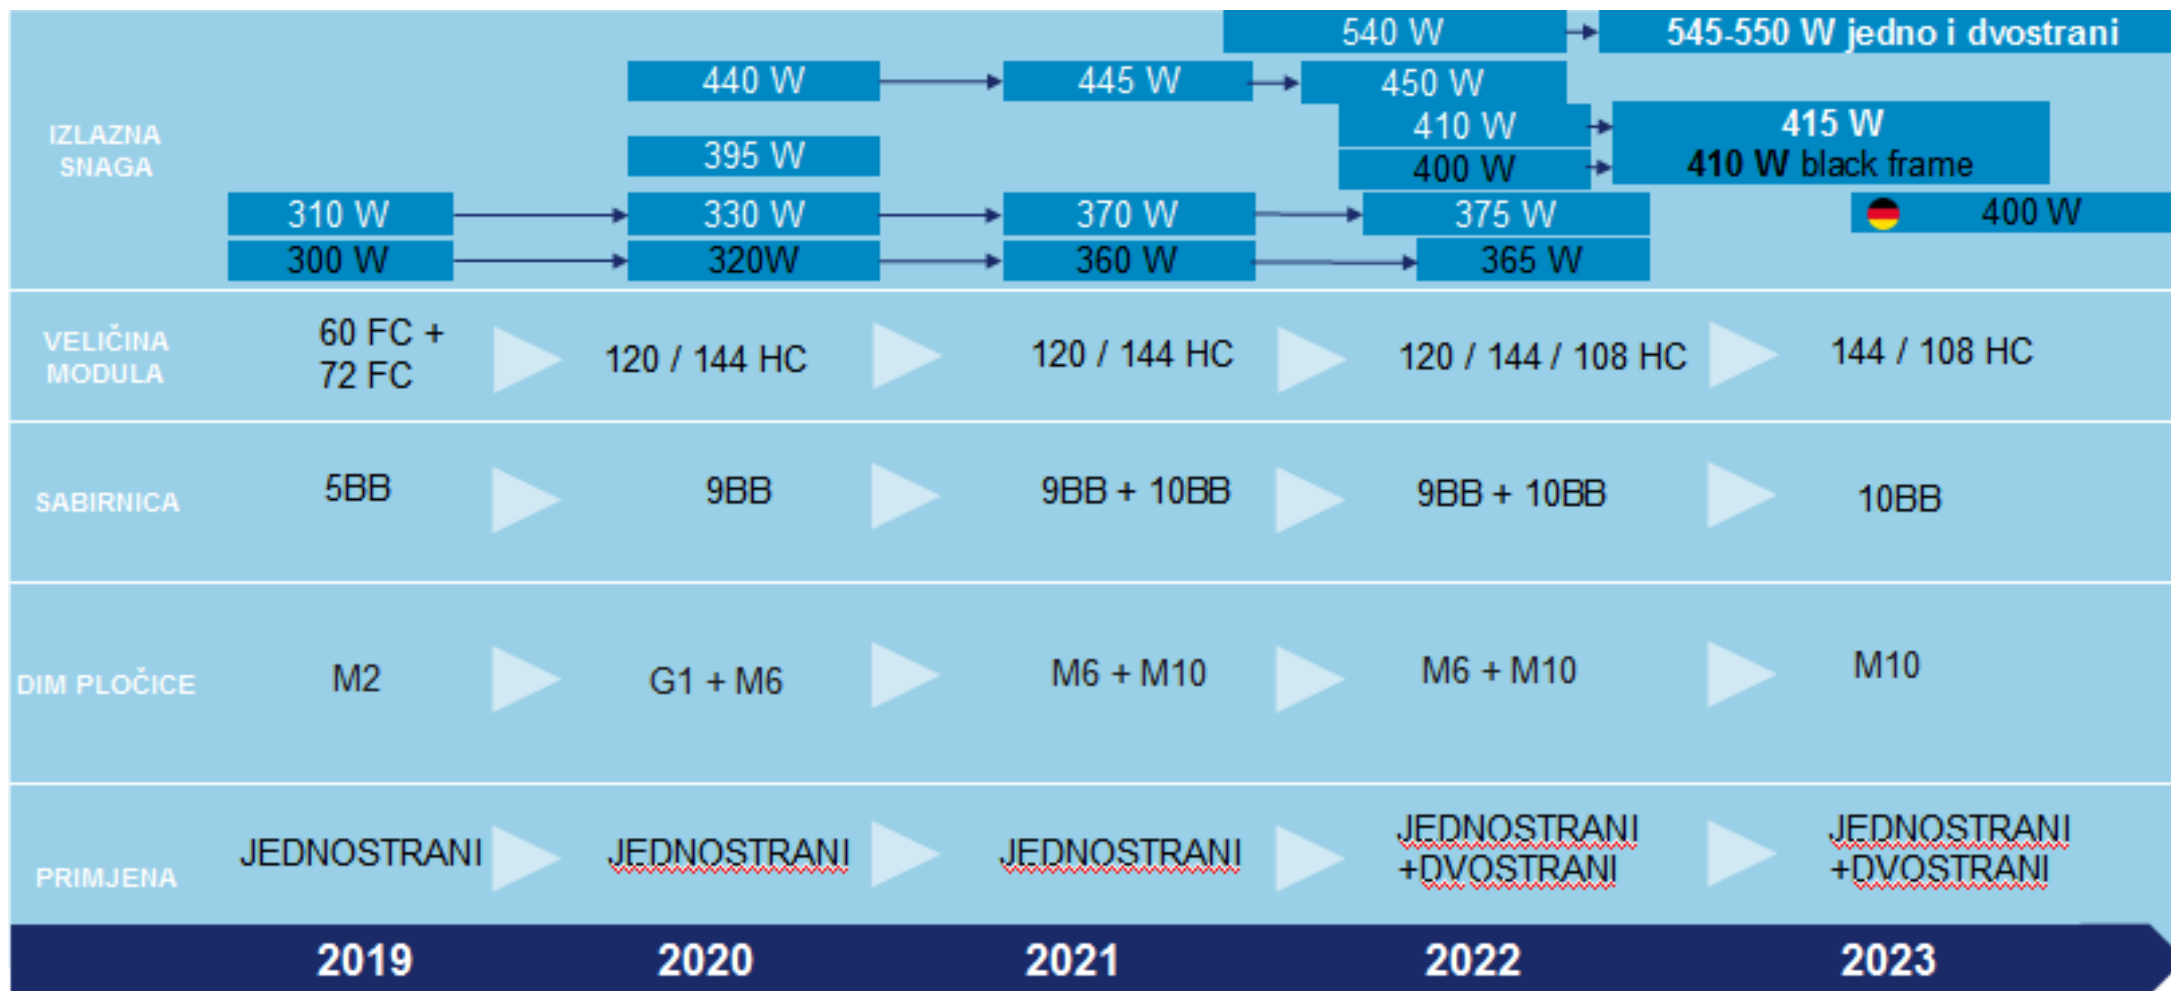 540 W
545-550 W jedno i dvostrani
440 W
445 W
450 W
IZLAZNA
SNAGA
395 W
410 W
400 W
415 W
410 W black frame
310 W
330 W
370 W
375 W
400 W
300 W
320W
360 W
365 W
VELIČINA
MODULA
60 FC +
72 FC
120 / 144 HC
120 / 144 HC
120 / 144 / 108 HC
144 / 108 HC
SABIRNICA
5BB
9BB
9BB + 10BB
9BB + 10BB
10BB
DIM PLOČICE
M2
G1 + M6
M6 + M10
M6 + M10
M10
PRIMJENA
JEDNOSTRANI
JEDNOSTRANI
JEDNOSTRANI
JEDNOSTRANI
+DVOSTRANI
JEDNOSTRANI
+DVOSTRANI
2019
2020
2021
2022
2023